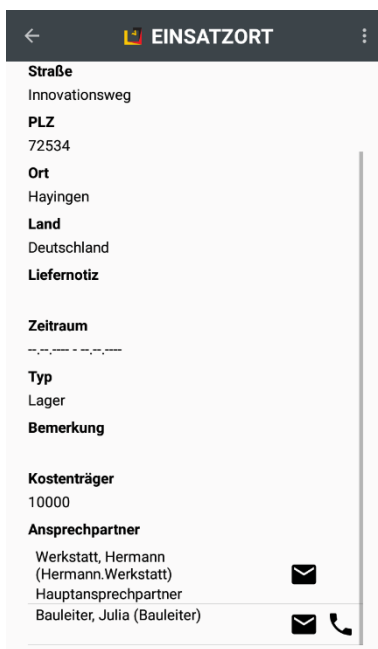 EINSATZORT
Straße
Innovationsweg
PLZ
72534
Ort
Hayingen
Land
Deutschland
Liefernotiz
Zeitraum
--.--.---- - --.--.----
Typ
Lager
Bemerkung
Kostenträger
10000
Ansprechpartner
Werkstatt, Hermann
(Hermann.Werkstatt)
Hauptansprechpartner
Bauleiter, Julia (Bauleiter)